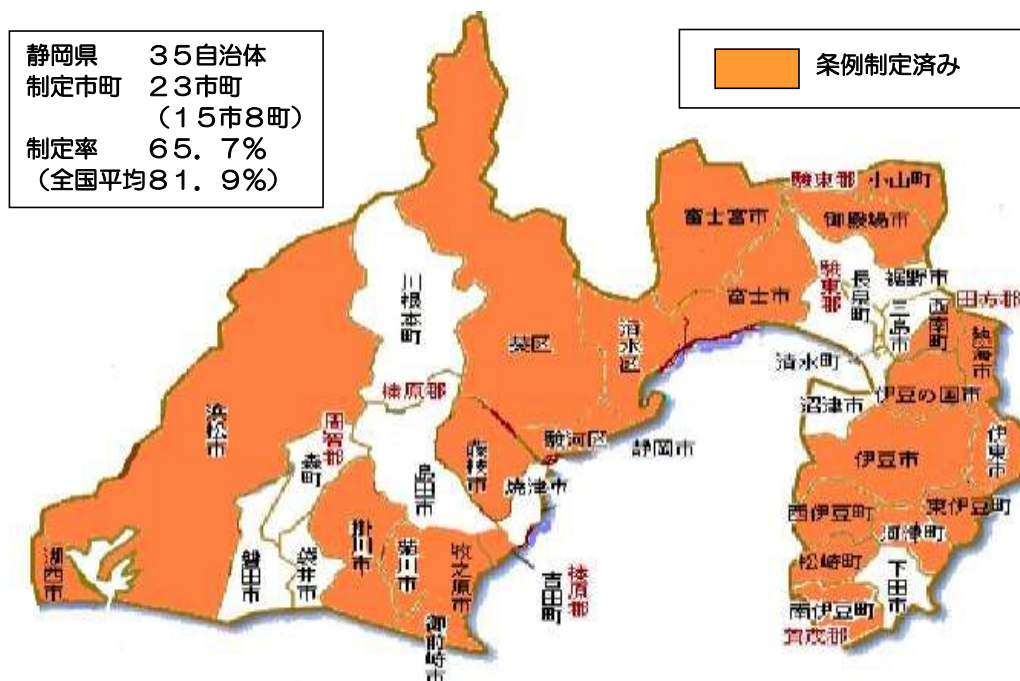 静岡県　３５自治体
制定市町　２３市町
（１５市８町）
制定率　６５．７％
（全国平均８１．９％）
条例制定済み
駿東郡
小山町
富士宮市
御殿場市
富士市
駿東郡
長泉町
裾野市
三島市
函南町
田方郡
熱海市
川根本町
葵区
清水区
清水町
沼津市
伊豆の国市
榛原郡
浜松市
周智郡
森町
島田市
藤枝市
駿河区
静岡市
焼津市
伊豆市
伊東市
西伊豆町
東伊豆町
河津町
松崎町
下田市
南伊豆町
賀茂郡
湖西市
磐田市
袋井市
掛川市
菊川市
牧之原市
御前崎市
吉田町
榛原郡